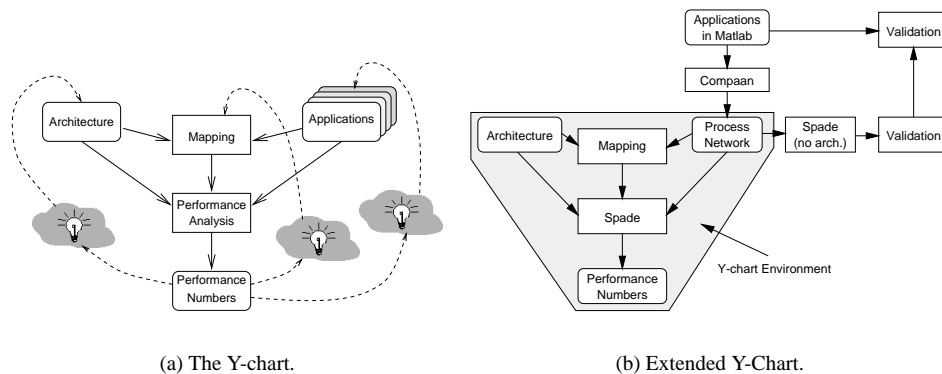 Architecture
Mapping
Applications
Performance
Analysis
Performance
Numbers
(a) The Y-chart.
Applications
in Matlab
Validation
Compaan
Architecture
Mapping
Process
Network
Spade
(no arch.)
Validation
Spade
Y-chart Environment
Performance
Numbers
(b) Extended Y-Chart.